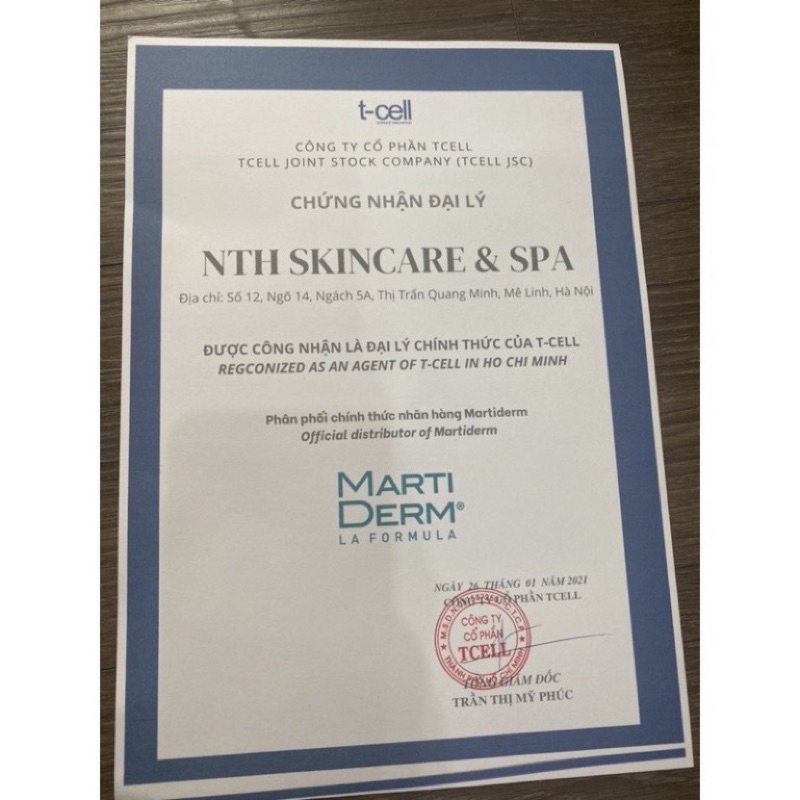 t-cell
CÔNG TY CỔ PHẦN TCELL
TCELL JOINT STOCK COMPANY (TCELL JSC)
CHỨNG NHẬN ĐẠI LÝ
NTH SKINCARE & SPA
Địa chỉ: Số 12, Ngõ 14, Ngách 5A, Thị Trấn Quang Minh, Mê Linh, Hà Nội
ĐƯỢC CÔNG NHẬN LÀ ĐẠI LÝ CHÍNH THỨC CỦA T-CELL
REGCONIZED AS AN AGENT OF T-CELL IN HO CHI MINH
Phân phối chính thức nhãn hàng Martiderm
Official distributor of Martiderm
MARTI
DERM®
LA FORMULA
NGÀY 26 THÁNG 01 NĂM 2021
CÔNG TY CỔ PHẦN TCELL
CÔNG TY
CỔ PHẦN
TCELL
TỔNG GIÁM ĐỐC
TRẦN THỊ MỸ PHÚC